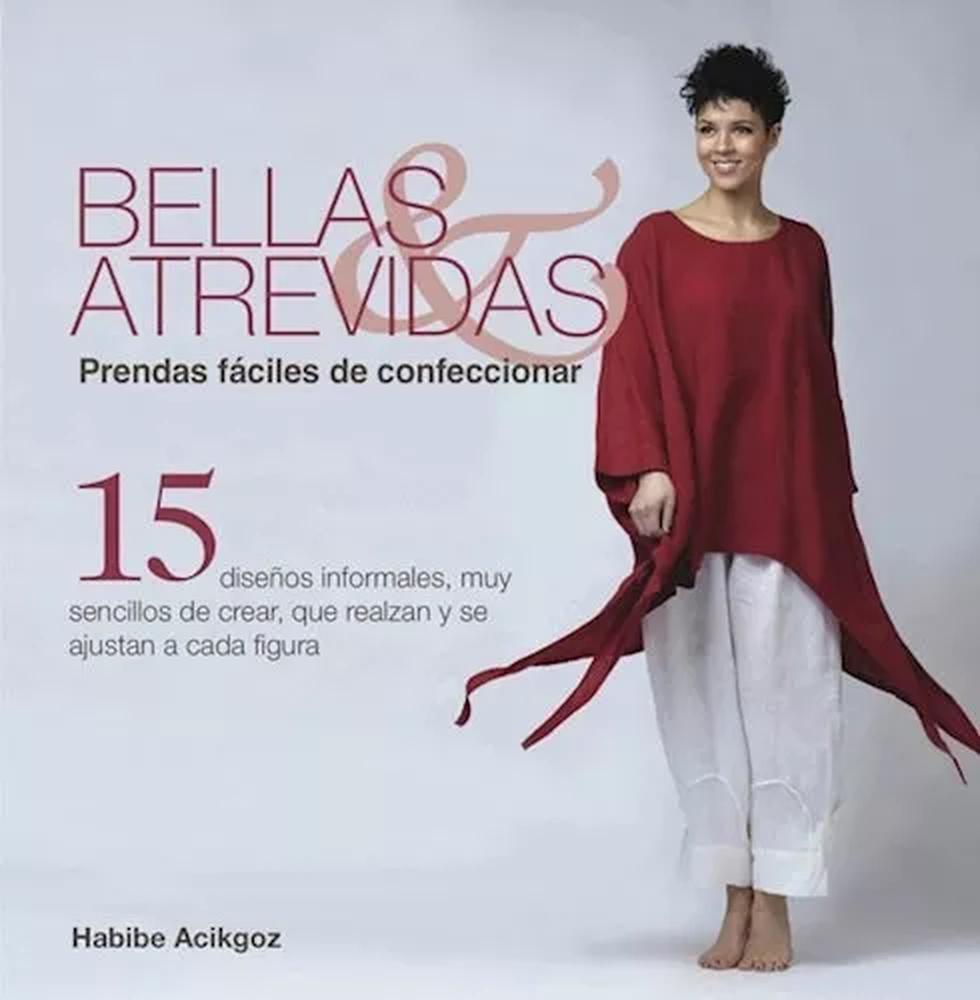 BELLAS &
ATREVIDAS
Prendas fáciles de confeccionar
15 diseños informales, muy
sencillos de crear, que realzan y se
ajustan a cada figura
Habibe Acikgoz